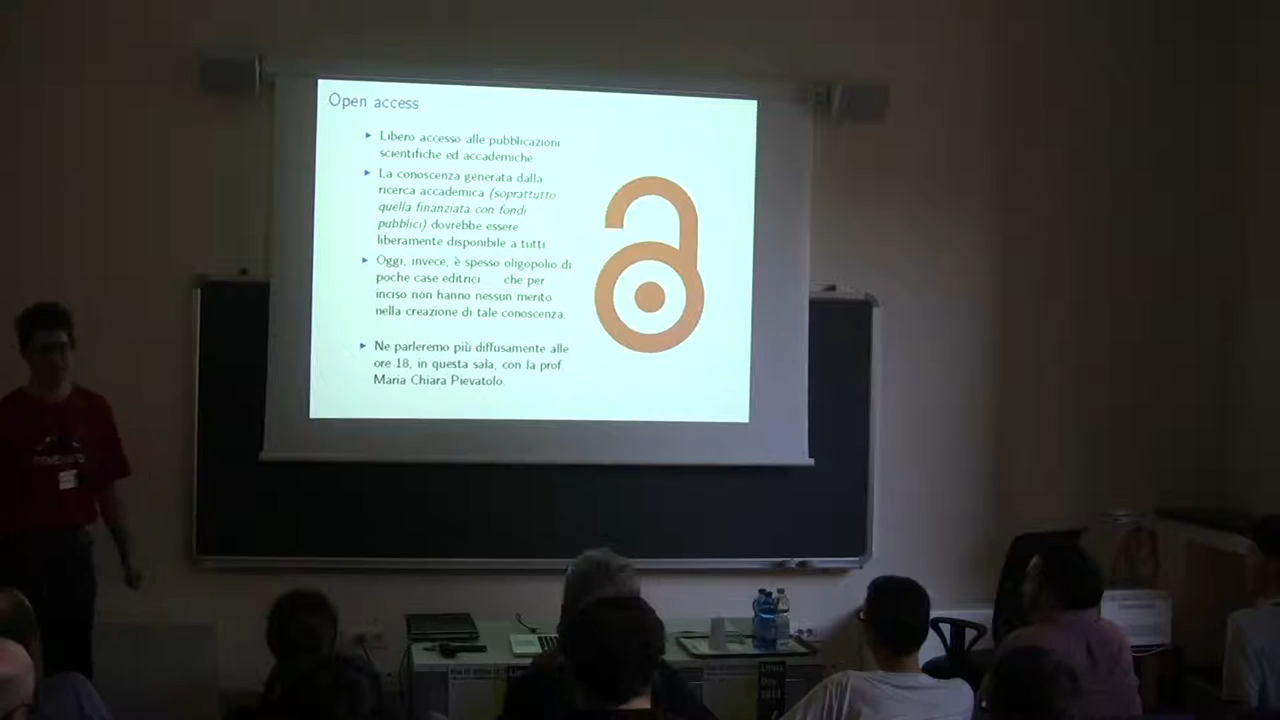 Open access
Libero accesso alle pubblicazioni
scientifiche ed accademiche
La conoscenza generata dalla
ricerca accademica (soprattutto
quella finanziata con fondi
pubblici) dovrebbe essere
liberamente disponibile a tutti
Oggi, invece, è spesso oligopolio di
poche case editrici che per
inciso non hanno nessun merito
nella creazione di tale conoscenza.
Ne parleremo più diffusamente alle
ore 18, in questa sala, con la prof.
Maria Chiara Pievatolo.
Linux
Day